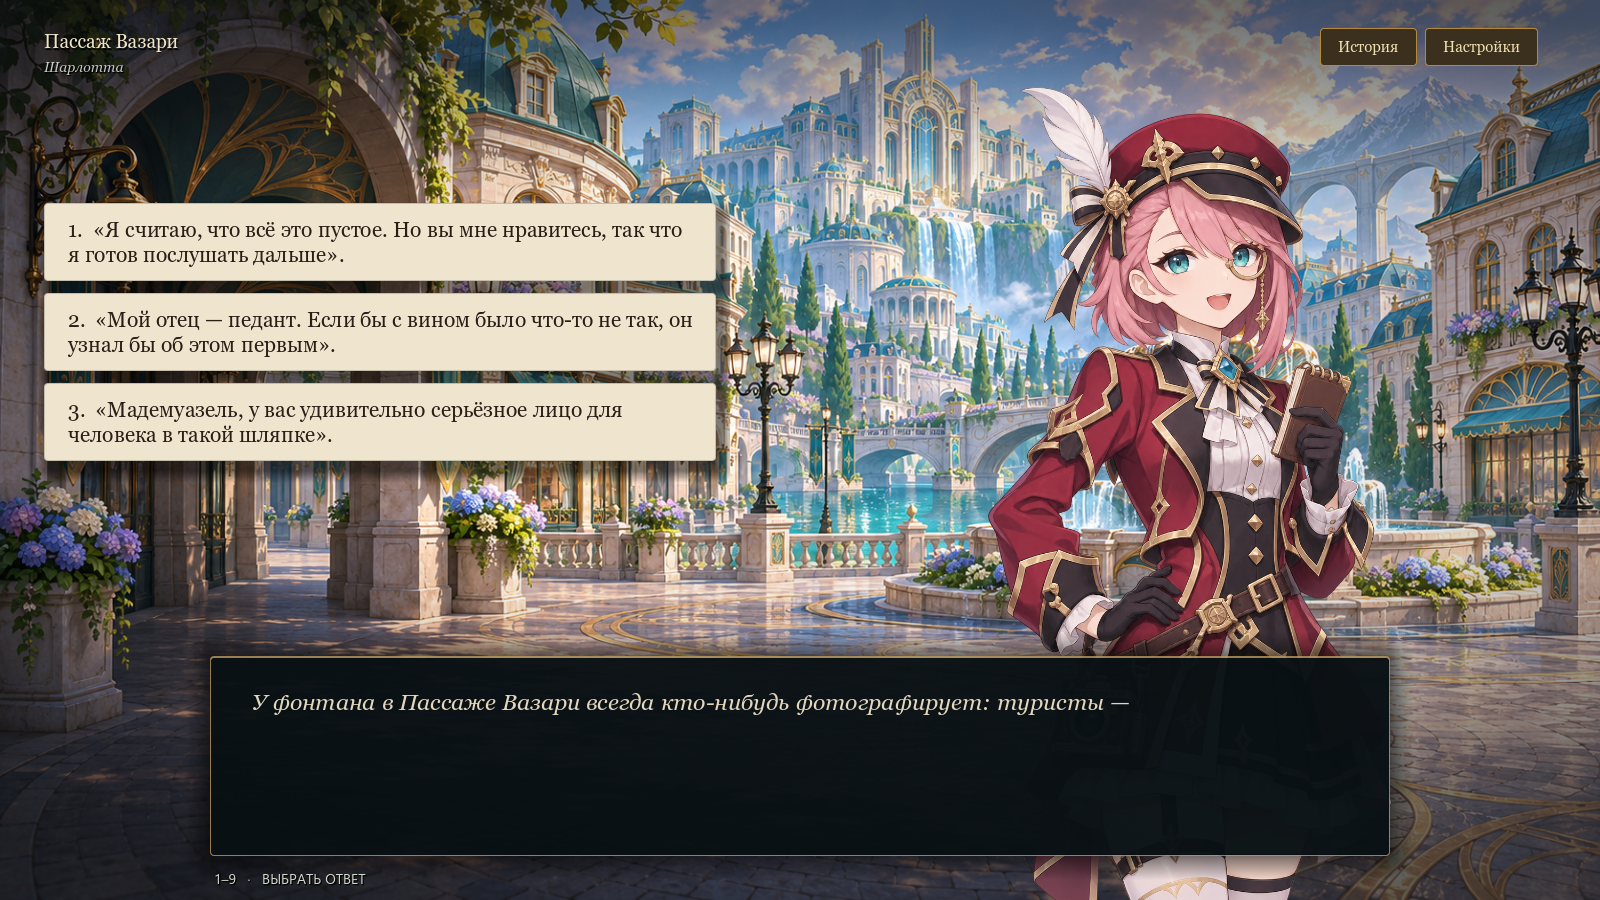 Пассаж Вазари
Шарлотта
История
Настройки
1. «Я считаю, что всё это пустое. Но вы мне нравитесь, так что
я готов послушать дальше».
2. «Мой отец — педант. Если бы с вином было что-то не так, он
узнал бы об этом первым».
3. «Мадемуазель, у вас удивительно серьёзное лицо для
человека в такой шляпке».
У фонтана в Пассаже Вазари всегда кто-нибудь фотографирует: туристы —
1–9 · ВЫБРАТЬ ОТВЕТ